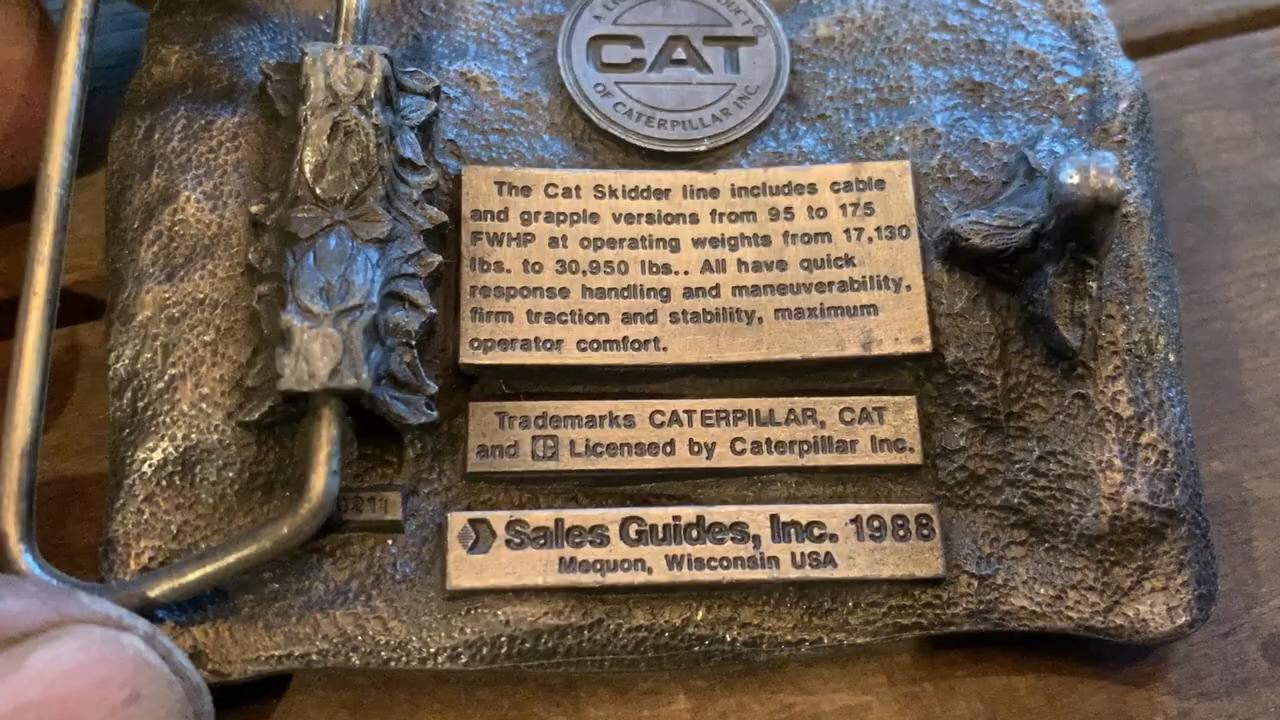 CAT
OF CATERPILLAR INC.
The Cat Skidder line includes cable
and grapple versions from 95 to 175
FWHP at operating weights from 17,130
lbs. to 30,950 lbs.. All have quick
response handling and maneuverability,
firm traction and stability, maximum
operator comfort.
Trademarks CATERPILLAR, CAT
and Licensed by Caterpillar Inc.
Sales Guides, Inc. 1988
Mequon, Wisconsin USA